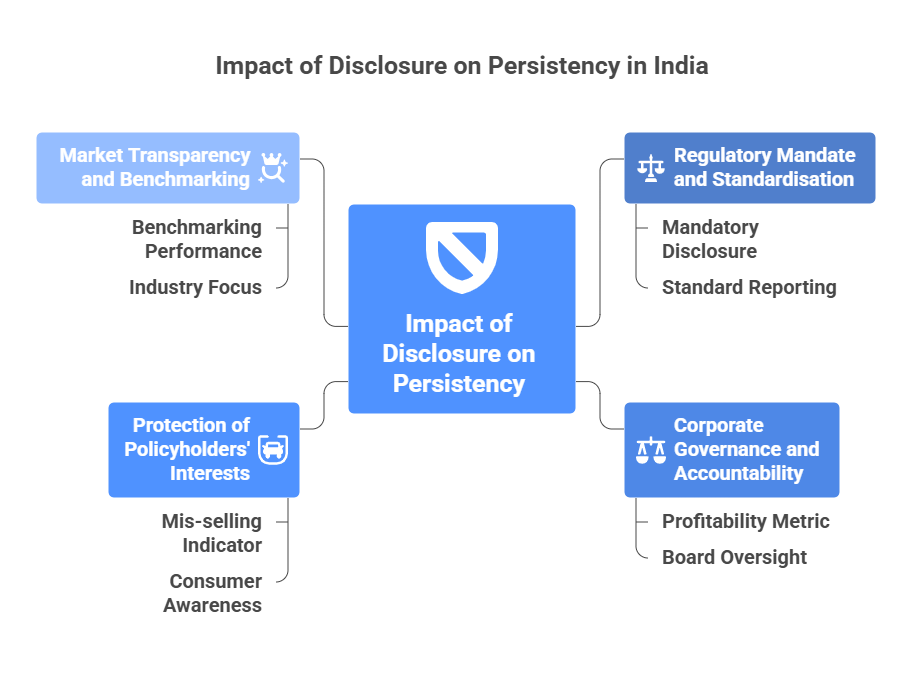 Impact of Disclosure on Persistency in India
Market Transparency
and Benchmarking
Benchmarking
Performance
Industry Focus
Regulatory Mandate
and Standardisation
Mandatory
Disclosure
Standard Reporting
Impact of
Disclosure on
Persistency
Protection of
Policyholders'
Interests
Mis-selling
Indicator
Consumer
Awareness
Corporate
Governance and
Accountability
Profitability Metric
Board Oversight